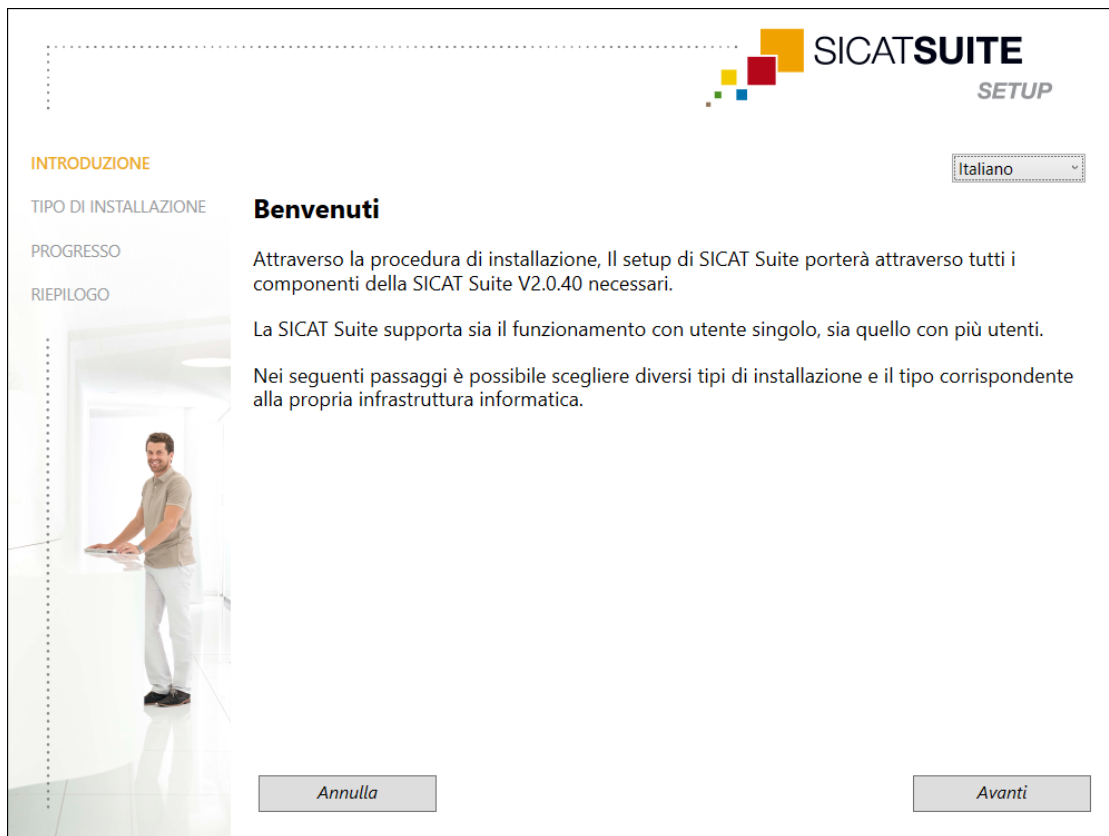 SICATSUITE
SETUP
INTRODUZIONE
TIPO DI INSTALLAZIONE
PROGRESSO
RIEPILOGO
Italiano
Benvenuti
Attraverso la procedura di installazione, Il setup di SICAT Suite porterà attraverso tutti i
componenti della SICAT Suite V2.0.40 necessari.
La SICAT Suite supporta sia il funzionamento con utente singolo, sia quello con più utenti.
Nei seguenti passaggi è possibile scegliere diversi tipi di installazione e il tipo corrispondente
alla propria infrastruttura informatica.
Annulla
Avanti